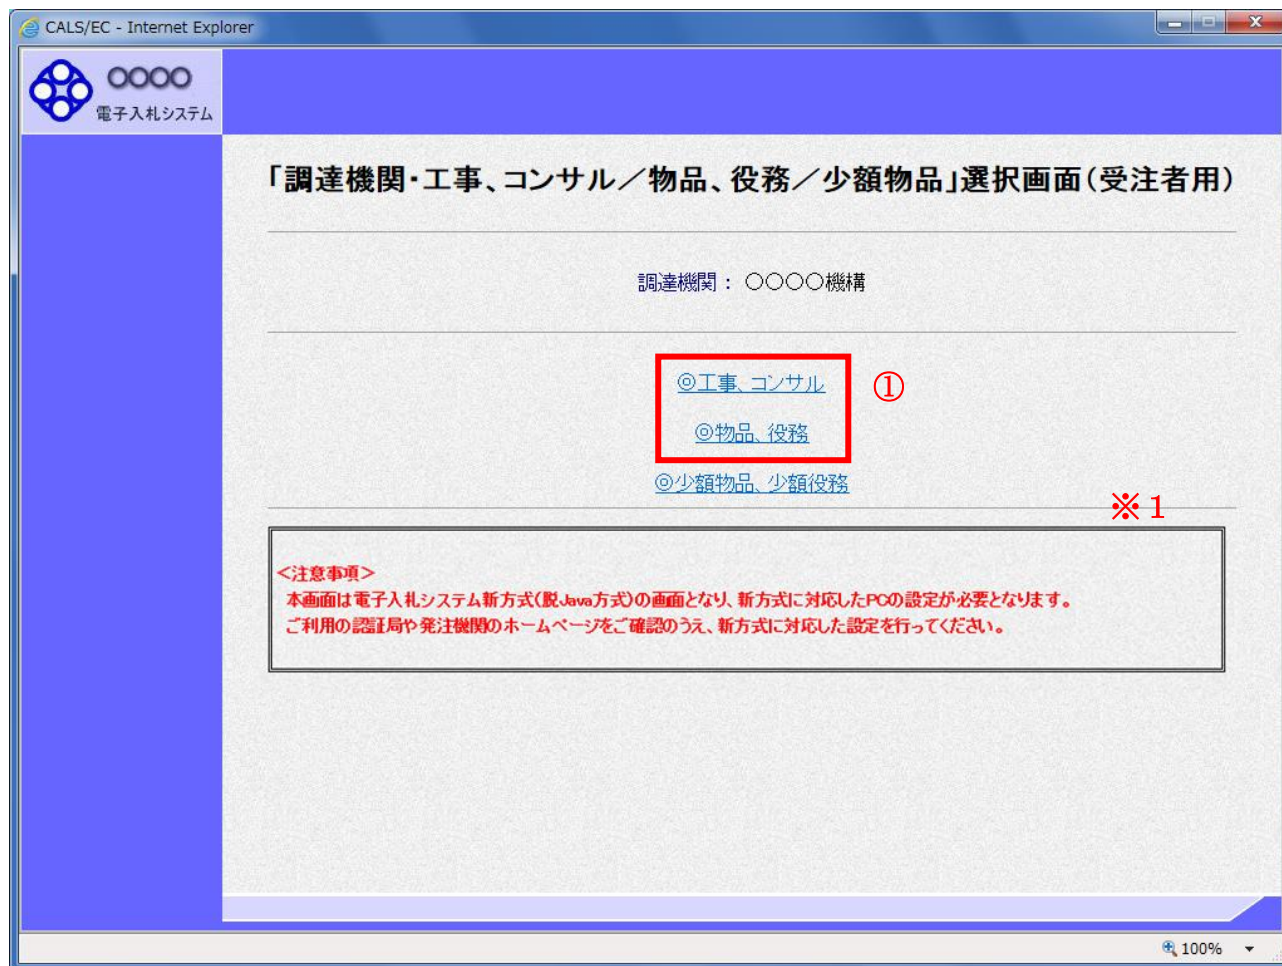 CALS/EC - Internet Explorer
○○○○
電子入札システム
「調達機関・工事、コンサル／物品、役務／少額物品」選択画面(受注者用)
調達機関： ○○○○機構
◎工事、コンサル
①
◎物品、役務
◎少額物品、少額役務
※１
＜注意事項＞
本画面は電子入札システム新方式(脱Java方式)の画面となり、新方式に対応したPCの設定が必要となります。
ご利用の認証局や発注機関のホームページをご確認のうえ、新方式に対応した設定を行ってください。
100%